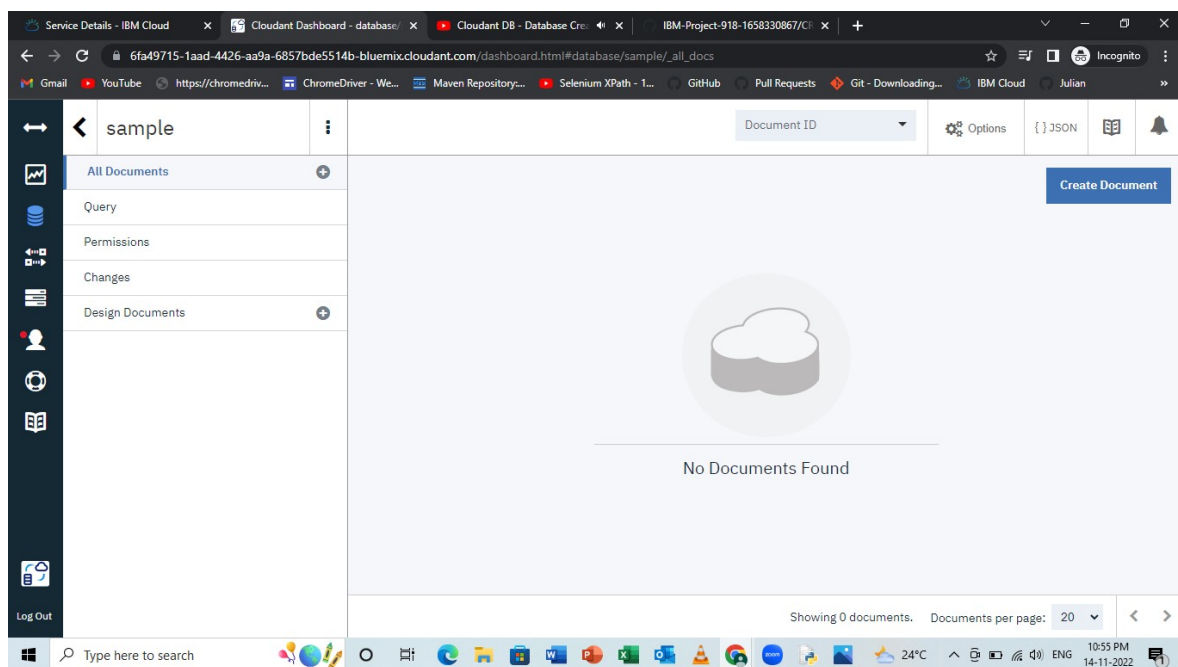 Service Details - IBM Cloud
Cloudant Dashboard - database/
Cloudant DB - Database Cre
IBM-Project-918-1658330867/CR
6fa49715-1aad-4426-aa9a-6857bde5514b-bluemix.cloudant.com/dashboard.html#database/sample/_all_docs
Incognito
Gmail
YouTube
https://chromedriv...
ChromeDriver - We...
Maven Repository:...
Selenium XPath - 1...
GitHub
Pull Requests
Git - Downloading...
IBM Cloud
Julian
»
sample
Document ID
Options
{ } JSON
All Documents
Create Document
Query
Permissions
Changes
Design Documents
No Documents Found
Log Out
Showing 0 documents.
Documents per page: 20
Type here to search
24°C
ENG
10:55 PM
14-11-2022